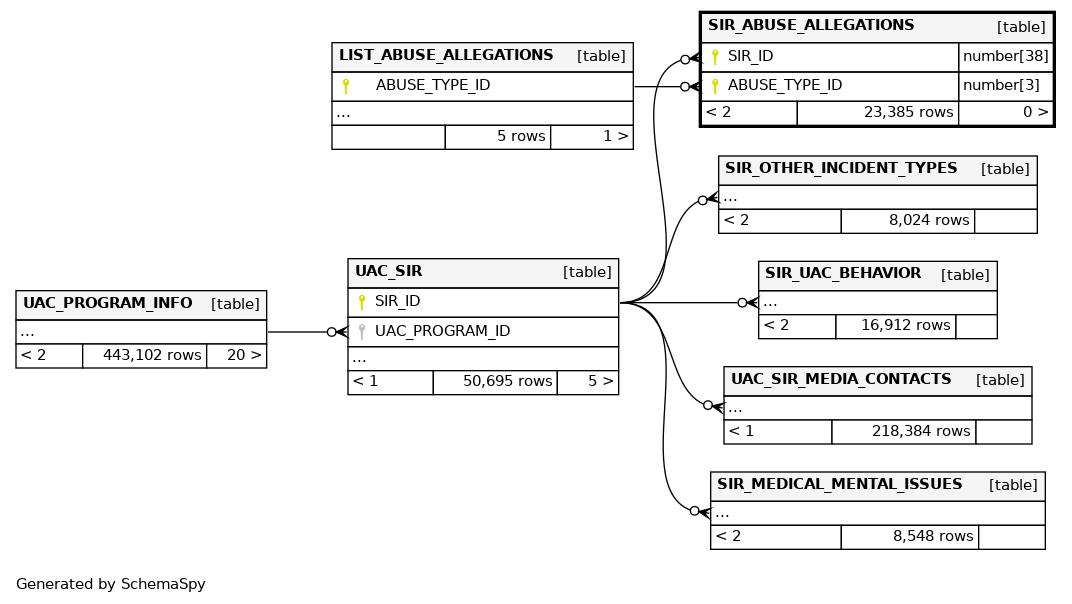 LIST_ABUSE_ALLEGATIONS [table]
ABUSE_TYPE_ID
...
5 rows 1 >
SIR_ABUSE_ALLEGATIONS [table]
SIR_ID number[38]
ABUSE_TYPE_ID number[3]
< 2 23,385 rows 0 >
SIR_OTHER_INCIDENT_TYPES [table]
...
< 2 8,024 rows
UAC_PROGRAM_INFO [table]
...
< 2 443,102 rows 20 >
UAC_SIR [table]
SIR_ID
UAC_PROGRAM_ID
...
< 1 50,695 rows 5 >
SIR_UAC_BEHAVIOR [table]
...
< 2 16,912 rows
UAC_SIR_MEDIA_CONTACTS [table]
...
< 1 218,384 rows
SIR_MEDICAL_MENTAL_ISSUES [table]
...
< 2 8,548 rows
Generated by SchemaSpy